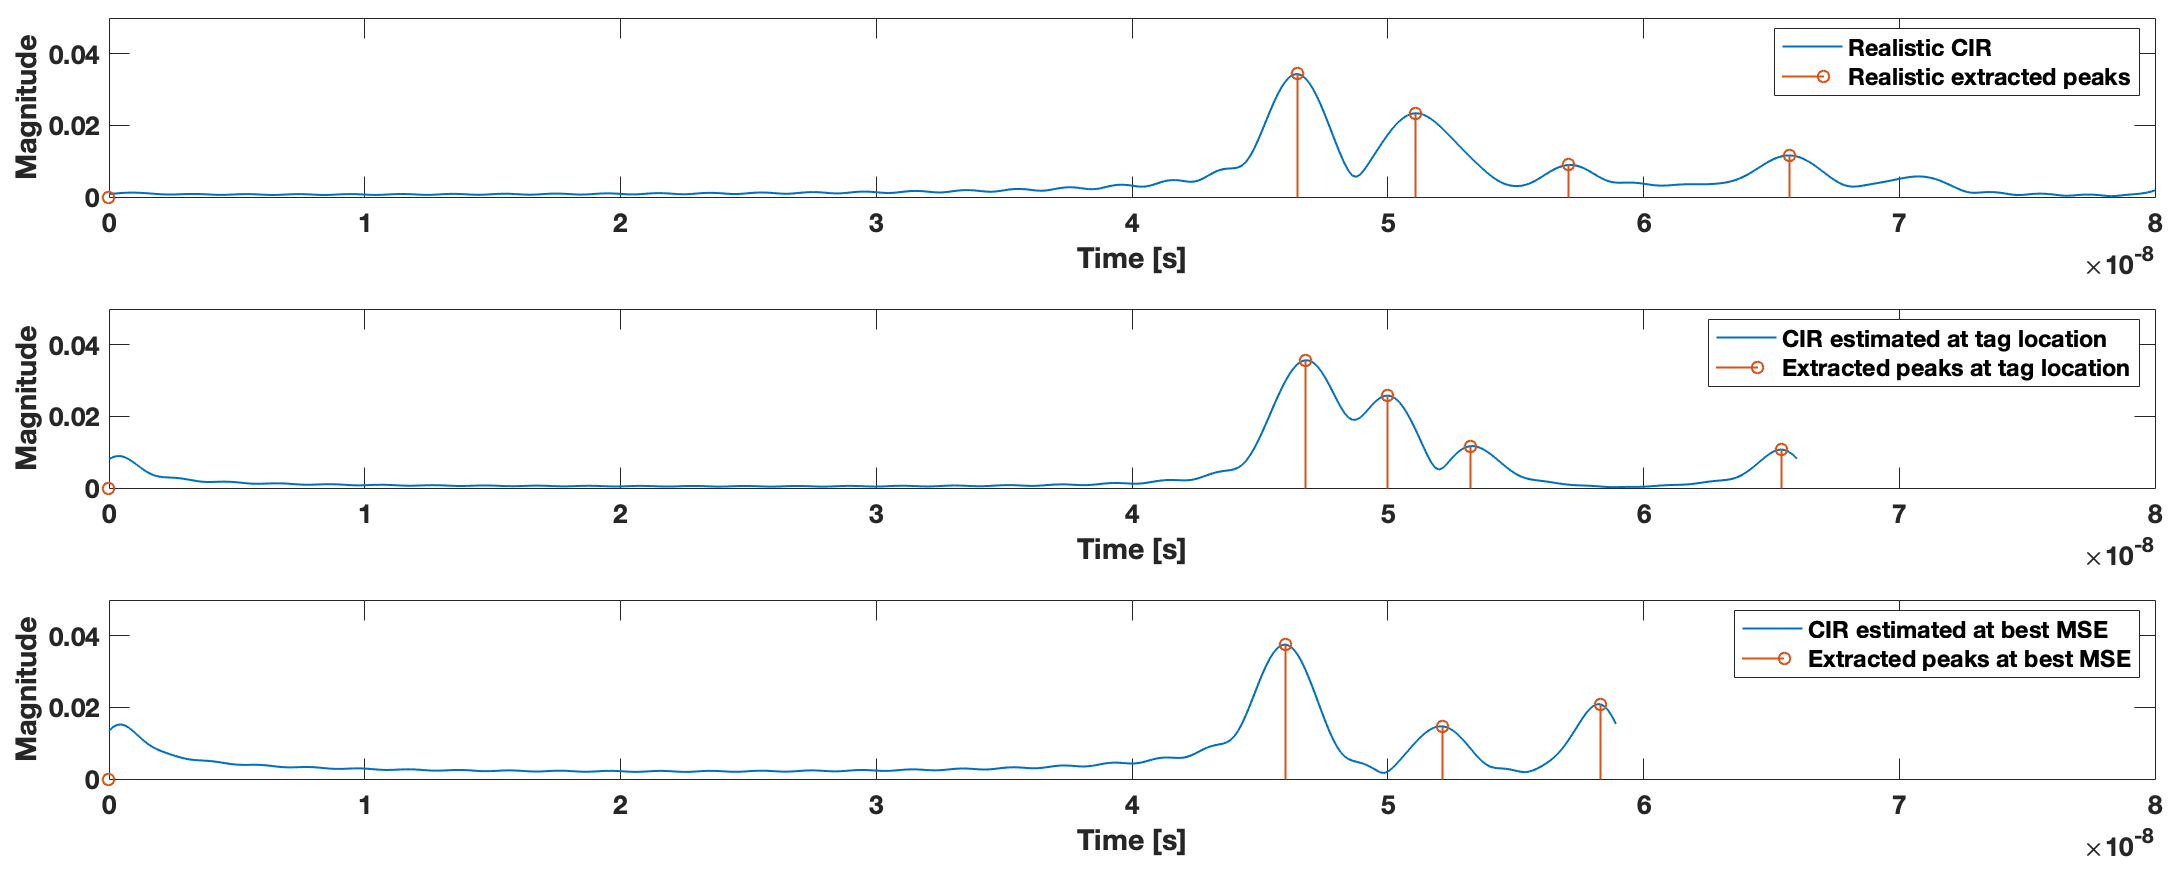 Magnitude
0.04
0.02
0
Realistic CIR
Realistic extracted peaks
0 1 2 3 4 5 6 7 8
Time [s]
×10-8
Magnitude
0.04
0.02
0
CIR estimated at tag location
Extracted peaks at tag location
0 1 2 3 4 5 6 7 8
Time [s]
×10-8
Magnitude
0.04
0.02
0
CIR estimated at best MSE
Extracted peaks at best MSE
0 1 2 3 4 5 6 7 8
Time [s]
×10-8